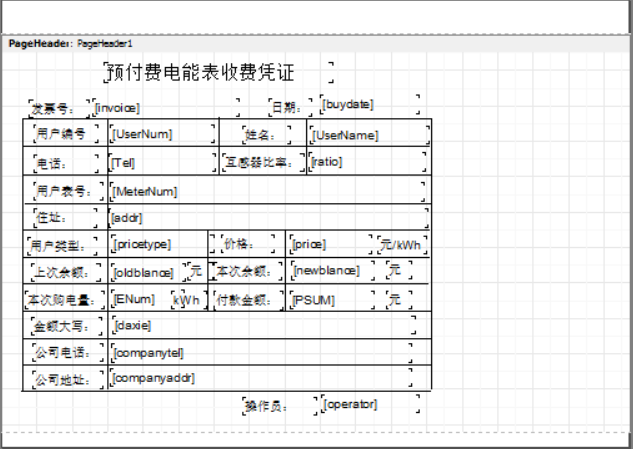 PageHeader: PageHeader1
预付费电能表收费凭证
发票号： [invoice] 日期： [buydate]
用户编号 [UserNum] 姓名： [UserName]
电话： [Tel] 互感器比率： [ratio]
用户表号： [MeterNum]
住址： [addr]
用户类型： [pricetype] 价格： [price] 元/kWh
上次余额： [oldblance] 元 本次余额： [newblance] 元
本次购电量： [ENum] kWh 付款金额： [PSUM] 元
金额大写： [daxie]
公司电话： [companytel]
公司地址： [companyaddr]
操作员： [operator]